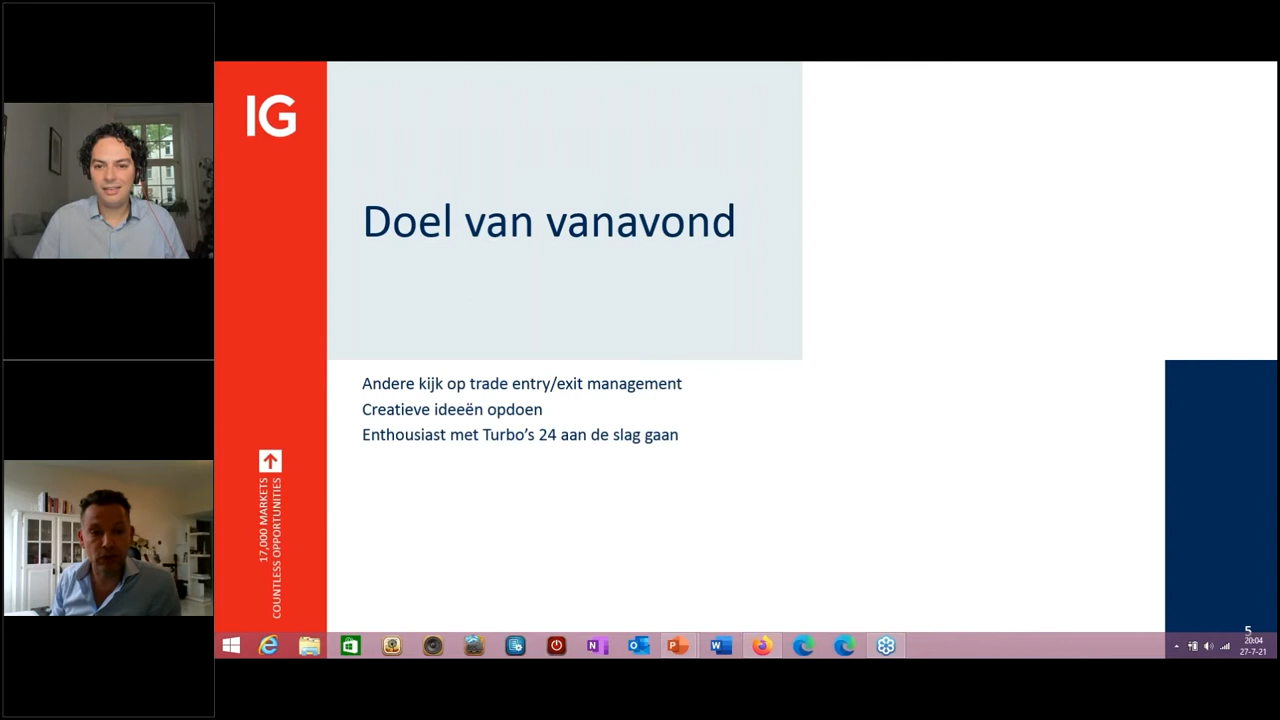 IG
Doel van vanavond
Andere kijk op trade entry/exit management
Creatieve ideeën opdoen
Enthousiast met Turbo’s 24 aan de slag gaan
17,000 MARKETS
COUNTLESS OPPORTUNITIES
5
20:04
27-7-21